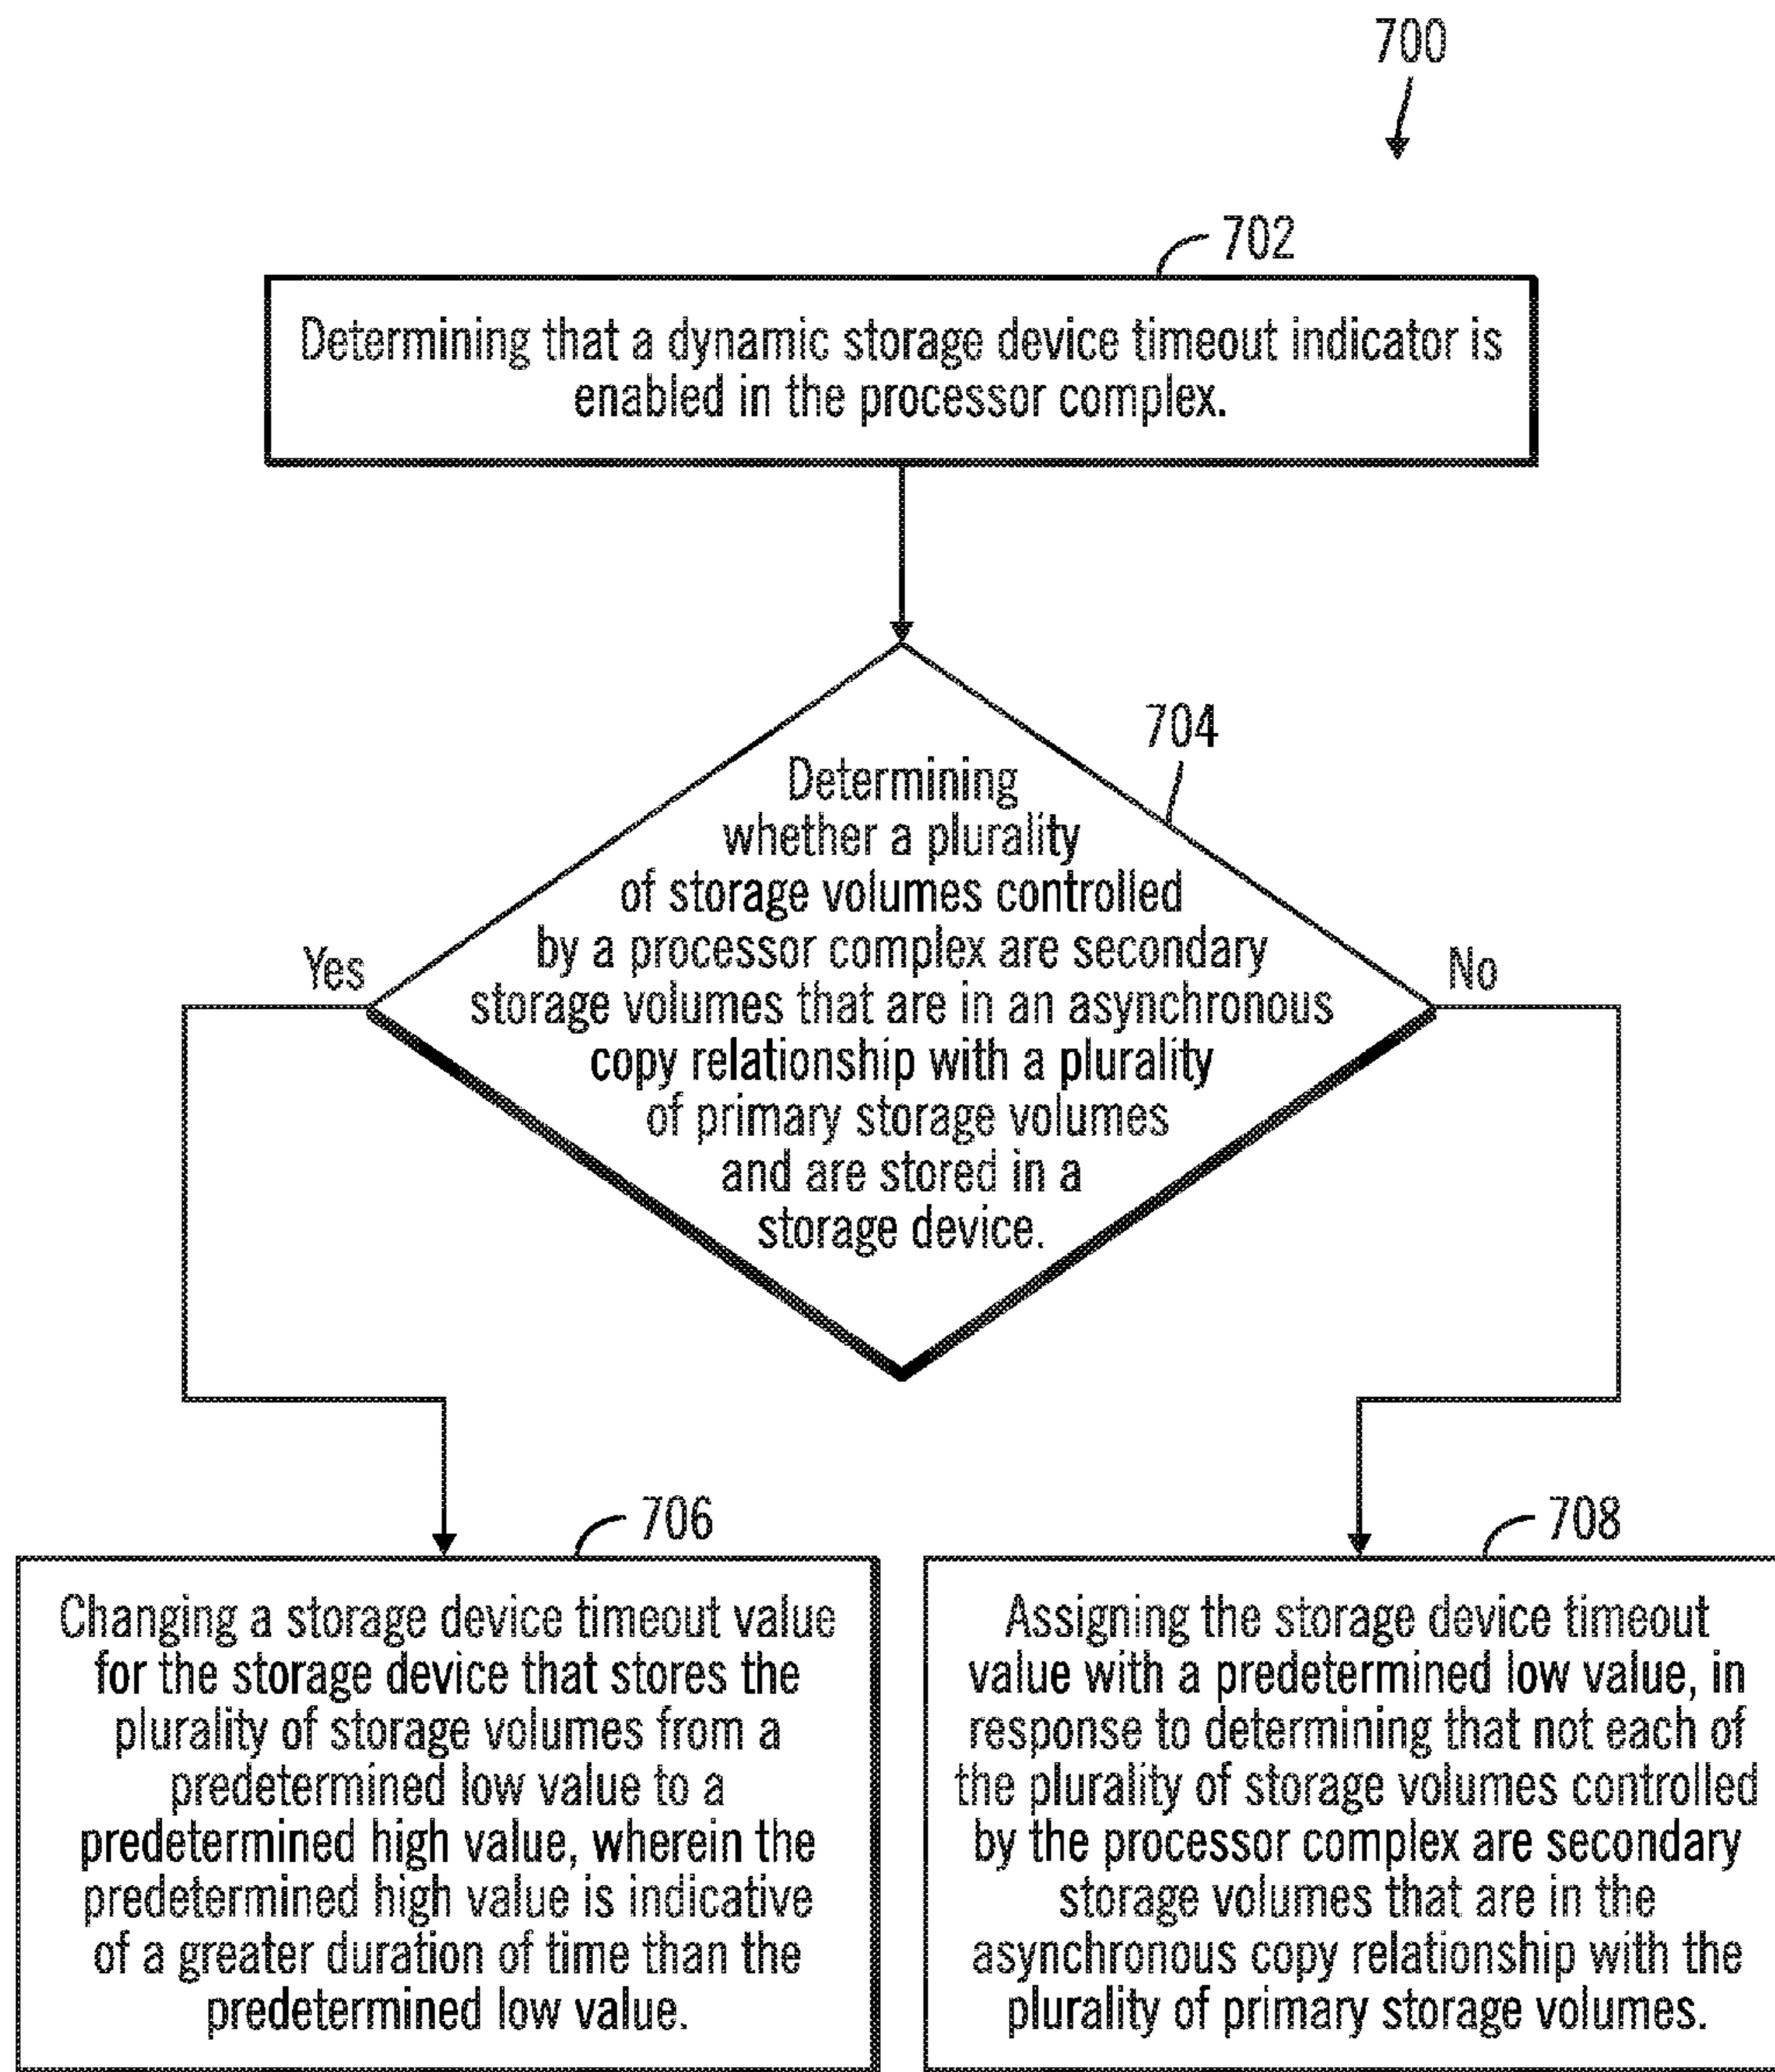 700
702
Determining that a dynamic storage device timeout indicator is
enabled in the processor complex.
704
Determining
whether a plurality
of storage volumes controlled
by a processor complex are secondary
storage volumes that are in an asynchronous
copy relationship with a plurality
of primary storage volumes
and are stored in a
storage device.
Yes
No
706
Changing a storage device timeout value
for the storage device that stores the
plurality of storage volumes from a
predetermined low value to a
predetermined high value, wherein the
predetermined high value is indicative
of a greater duration of time than the
predetermined low value.
708
Assigning the storage device timeout
value with a predetermined low value, in
response to determining that not each of
the plurality of storage volumes controlled
by the processor complex are secondary
storage volumes that are in the
asynchronous copy relationship with the
plurality of primary storage volumes.